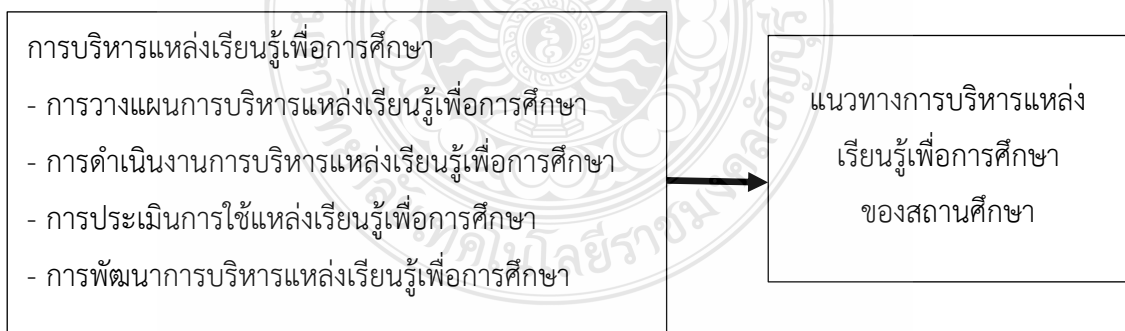 การบริหารแหล่งเรียนรู้เพื่อการศึกษา
- การวางแผนการบริหารแหล่งเรียนรู้เพื่อการศึกษา
- การดำเนินงานการบริหารแหล่งเรียนรู้เพื่อการศึกษา
- การประเมินการใช้แหล่งเรียนรู้เพื่อการศึกษา
- การพัฒนาการบริหารแหล่งเรียนรู้เพื่อการศึกษา
แนวทางการบริหารแหล่ง
เรียนรู้เพื่อการศึกษา
ของสถานศึกษา